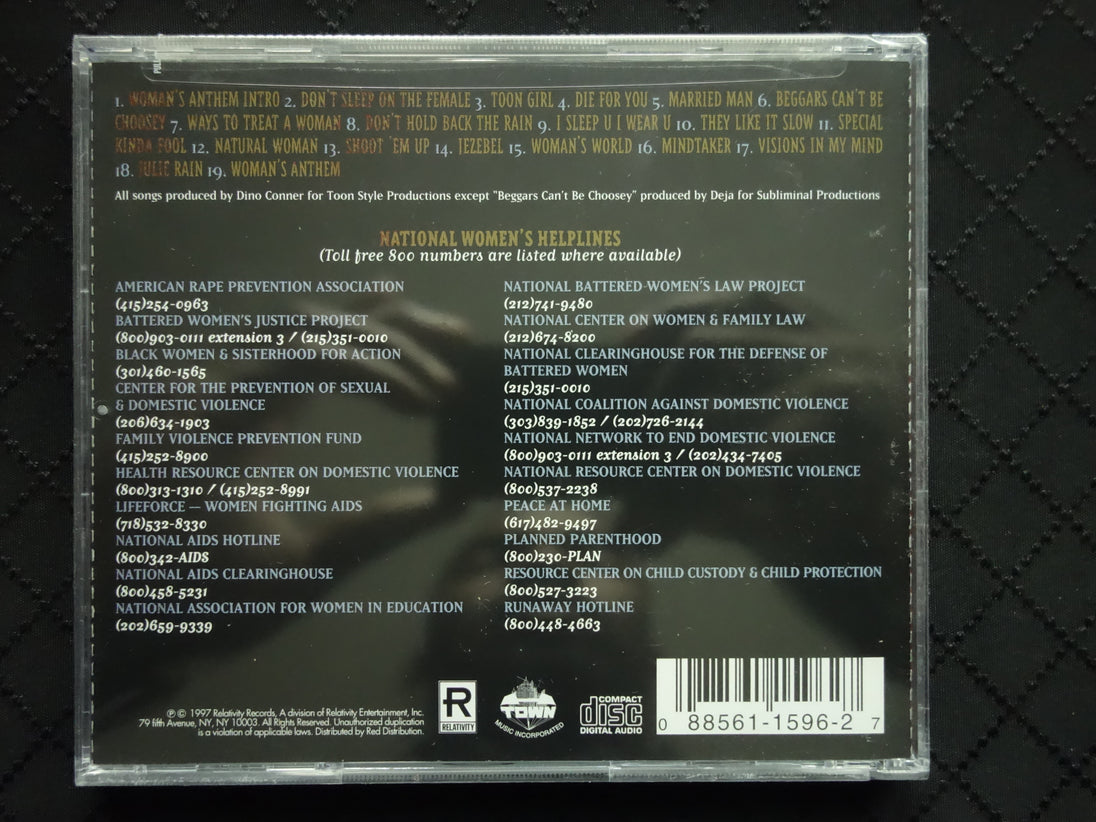 PULL
1. WOMAN'S ANTHEM INTRO 2. DON'T SLEEP ON THE FEMALE 3. TOON GIRL 4. DIE FOR YOU 5. MARRIED MAN 6. BEGGARS CAN'T BE
CHOOSEY 7. WAYS TO TREAT A WOMAN 8. DON'T HOLD BACK THE RAIN 9. I SLEEP U I WEAR U 10. THEY LIKE IT SLOW 11. SPECIAL
KINDA FOOL 12. NATURAL WOMAN 13. SHOOT 'EM UP 14. JEZEBEL 15. WOMAN'S WORLD 16. MINDTAKER 17. VISIONS IN MY MIND
18. JULIE RAIN 19. WOMAN'S ANTHEM
All songs produced by Dino Conner for Toon Style Productions except "Beggars Can't Be Choosey" produced by Deja for Subliminal Productions
NATIONAL WOMEN'S HELPLINES
(Toll free 800 numbers are listed where available)
AMERICAN RAPE PREVENTION ASSOCIATION
(415)254-0963
BATTERED WOMEN'S JUSTICE PROJECT
(800)903-0111 extension 3 / (215)351-0010
BLACK WOMEN & SISTERHOOD FOR ACTION
(301)460-1565
CENTER FOR THE PREVENTION OF SEXUAL
& DOMESTIC VIOLENCE
(206)634-1903
FAMILY VIOLENCE PREVENTION FUND
(415)252-8900
HEALTH RESOURCE CENTER ON DOMESTIC VIOLENCE
(800)313-1310 / (415)252-8991
LIFEFORCE — WOMEN FIGHTING AIDS
(718)532-8330
NATIONAL AIDS HOTLINE
(800)342-AIDS
NATIONAL AIDS CLEARINGHOUSE
(800)458-5231
NATIONAL ASSOCIATION FOR WOMEN IN EDUCATION
(202)659-9339
NATIONAL BATTERED WOMEN'S LAW PROJECT
(212)741-9480
NATIONAL CENTER ON WOMEN & FAMILY LAW
(212)674-8200
NATIONAL CLEARINGHOUSE FOR THE DEFENSE OF
BATTERED WOMEN
(215)351-0010
NATIONAL COALITION AGAINST DOMESTIC VIOLENCE
(303)839-1852 / (202)726-2144
NATIONAL NETWORK TO END DOMESTIC VIOLENCE
(800)903-0111 extension 3 / (202)434-7405
NATIONAL RESOURCE CENTER ON DOMESTIC VIOLENCE
(800)537-2238
PEACE AT HOME
(617)482-9497
PLANNED PARENTHOOD
(800)230-PLAN
RESOURCE CENTER ON CHILD CUSTODY & CHILD PROTECTION
(800)527-3223
RUNAWAY HOTLINE
(800)448-4663
℗ © 1997 Relativity Records, A division of Relativity Entertainment, Inc.
79 fifth Avenue, NY, NY 10003. All Rights Reserved. Unauthorized duplication
is a violation of applicable laws. Distributed by Red Distribution.
R
RELATIVITY
TOWN
MUSIC INCORPORATED
COMPACT
disc
DIGITAL AUDIO
0 88561-1596-2 7